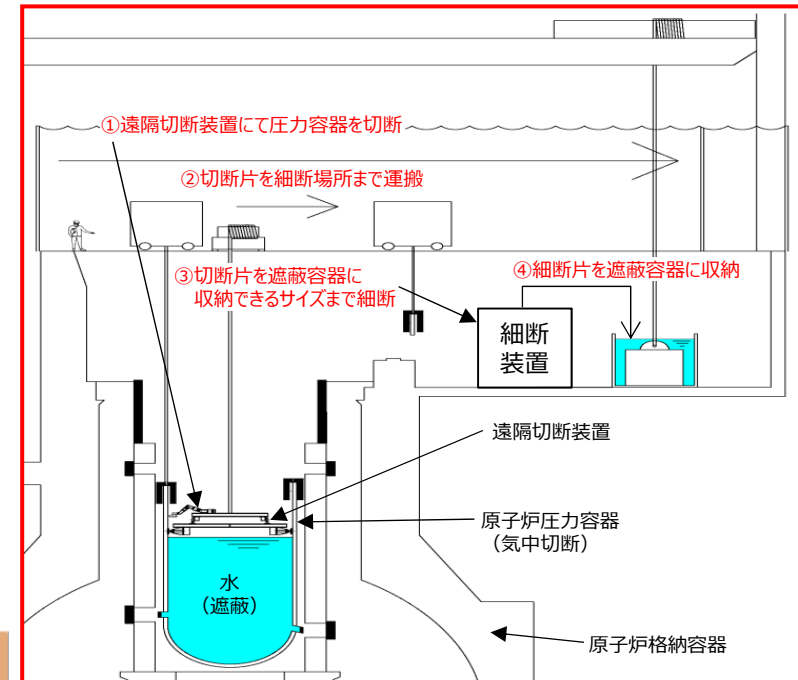 ①遠隔切断装置にて圧力容器を切断
②切断片を細断場所まで運搬
③切断片を遮蔽容器に
収納できるサイズまで細断
④細断片を遮蔽容器に収納
細断
装置
遠隔切断装置
原子炉圧力容器
（気中切断）
水
（遮蔽）
原子炉格納容器